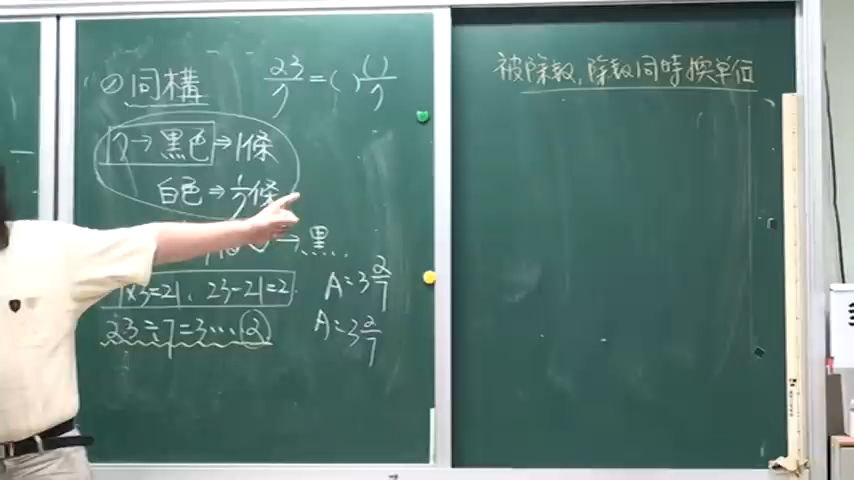 ② 同構
23/7 = ( ) ( )/7
7→黑色⇒1條
白色⇒1/7條
→黑
7×3=21, 23-21=2
A=3 2/7
23÷7=3…2
A=3 2/7
被除數,除數同時換單位